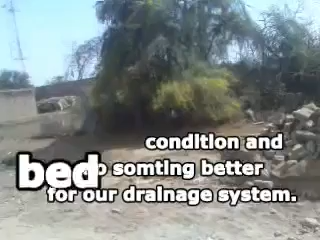 condition and
bed
o somting better
for our drainage system.